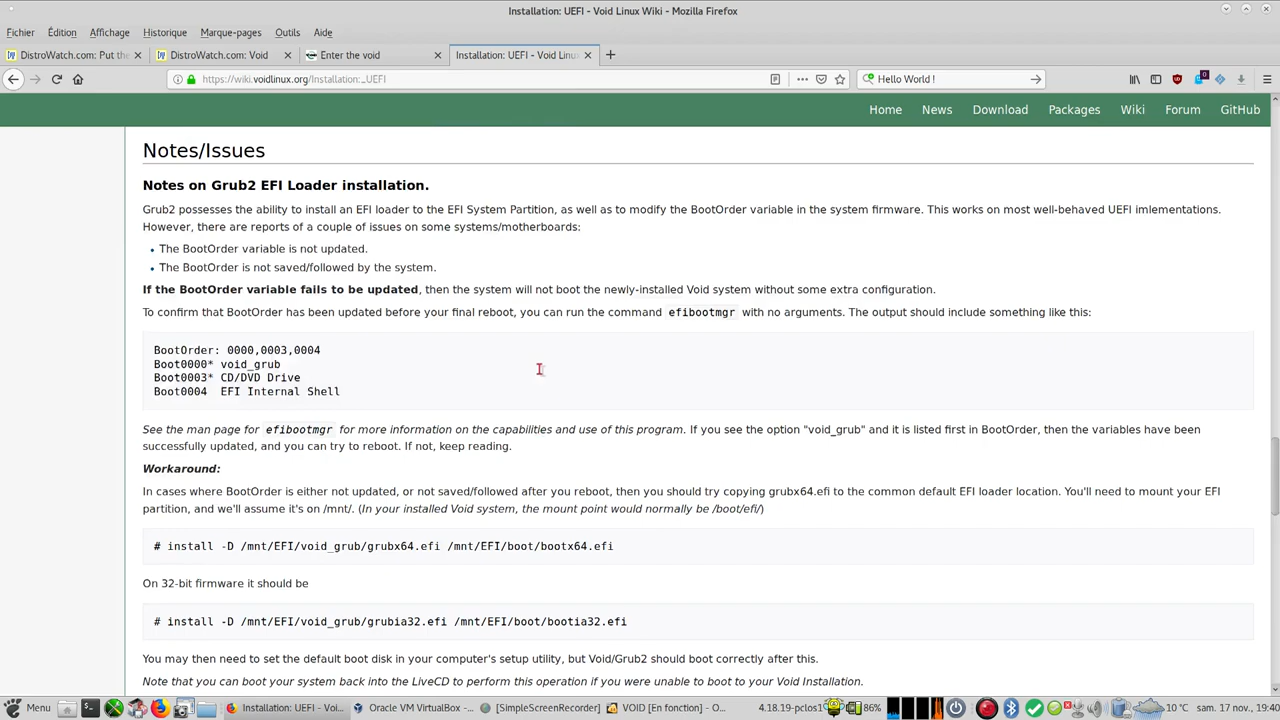 Installation: UEFI - Void Linux Wiki - Mozilla Firefox
Fichier Édition Affichage Historique Marque-pages Outils Aide
DistroWatch.com: Put the DistroWatch.com: Void Enter the void Installation: UEFI - Void Linu
https://wiki.voidlinux.org/Installation:_UEFI Hello World !
Home News Download Packages Wiki Forum GitHub
Notes/Issues
Notes on Grub2 EFI Loader installation.
Grub2 possesses the ability to install an EFI loader to the EFI System Partition, as well as to modify the BootOrder variable in the system firmware. This works on most well-behaved UEFI imlementations.
However, there are reports of a couple of issues on some systems/motherboards:
• The BootOrder variable is not updated.
• The BootOrder is not saved/followed by the system.
If the BootOrder variable fails to be updated, then the system will not boot the newly-installed Void system without some extra configuration.
To confirm that BootOrder has been updated before your final reboot, you can run the command efibootmgr with no arguments. The output should include something like this:
BootOrder: 0000,0003,0004
Boot0000* void_grub
Boot0003* CD/DVD Drive
Boot0004 EFI Internal Shell
See the man page for efibootmgr for more information on the capabilities and use of this program. If you see the option "void_grub" and it is listed first in BootOrder, then the variables have been
successfully updated, and you can try to reboot. If not, keep reading.
Workaround:
In cases where BootOrder is either not updated, or not saved/followed after you reboot, then you should try copying grubx64.efi to the common default EFI loader location. You'll need to mount your EFI
partition, and we'll assume it's on /mnt/. (In your installed Void system, the mount point would normally be /boot/efi/)
# install -D /mnt/EFI/void_grub/grubx64.efi /mnt/EFI/boot/bootx64.efi
On 32-bit firmware it should be
# install -D /mnt/EFI/void_grub/grubia32.efi /mnt/EFI/boot/bootia32.efi
You may then need to set the default boot disk in your computer's setup utility, but Void/Grub2 should boot correctly after this.
Note that you can boot your system back into the LiveCD to perform this operation if you were unable to boot to your Void Installation.
Menu Installation: UEFI - Voi... Oracle VM VirtualBox - ... [SimpleScreenRecorder] VOID [En fonction] - O... 4.18.19-pclos1 86% 10 °C sam. 17 nov., 19:40